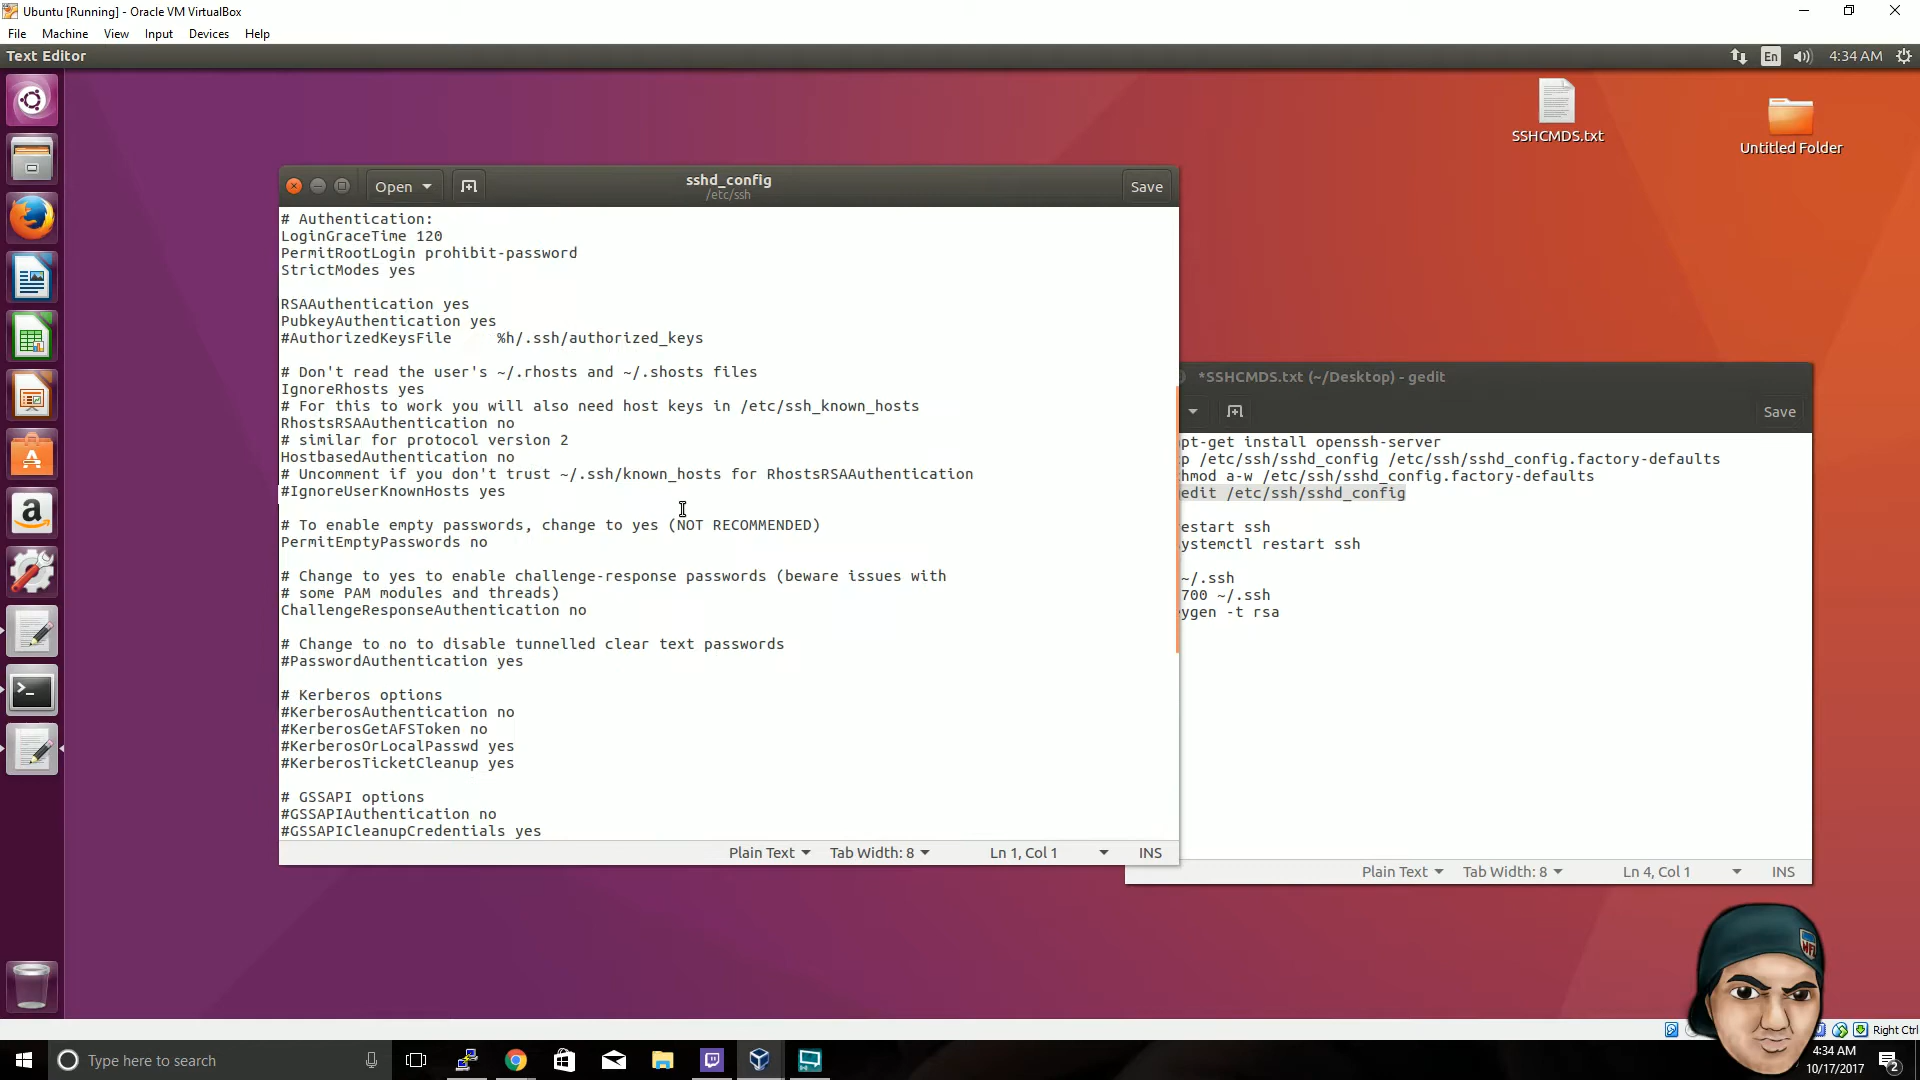 Ubuntu [Running] - Oracle VM VirtualBox
File Machine View Input Devices Help
Text Editor
En
4:34 AM
SSHCMDS.txt
Untitled Folder
Open
sshd_config
/etc/ssh
Save
# Authentication:
LoginGraceTime 120
PermitRootLogin prohibit-password
StrictModes yes
RSAAuthentication yes
PubkeyAuthentication yes
#AuthorizedKeysFile %h/.ssh/authorized_keys
# Don't read the user's ~/.rhosts and ~/.shosts files
IgnoreRhosts yes
# For this to work you will also need host keys in /etc/ssh_known_hosts
RhostsRSAAuthentication no
# similar for protocol version 2
HostbasedAuthentication no
# Uncomment if you don't trust ~/.ssh/known_hosts for RhostsRSAAuthentication
#IgnoreUserKnownHosts yes
# To enable empty passwords, change to yes (NOT RECOMMENDED)
PermitEmptyPasswords no
# Change to yes to enable challenge-response passwords (beware issues with
# some PAM modules and threads)
ChallengeResponseAuthentication no
# Change to no to disable tunnelled clear text passwords
#PasswordAuthentication yes
# Kerberos options
#KerberosAuthentication no
#KerberosGetAFSToken no
#KerberosOrLocalPasswd yes
#KerberosTicketCleanup yes
# GSSAPI options
#GSSAPIAuthentication no
#GSSAPICleanupCredentials yes
Plain Text Tab Width: 8 Ln 1, Col 1 INS
*SSHCMDS.txt (~/Desktop) - gedit
Save
pt-get install openssh-server
p /etc/ssh/sshd_config /etc/ssh/sshd_config.factory-defaults
hmod a-w /etc/ssh/sshd_config.factory-defaults
edit /etc/ssh/sshd_config
estart ssh
ystemctl restart ssh
~/.ssh
700 ~/.ssh
ygen -t rsa
Plain Text Tab Width: 8 Ln 4, Col 1 INS
Right Ctrl
Type here to search
4:34 AM
10/17/2017
2